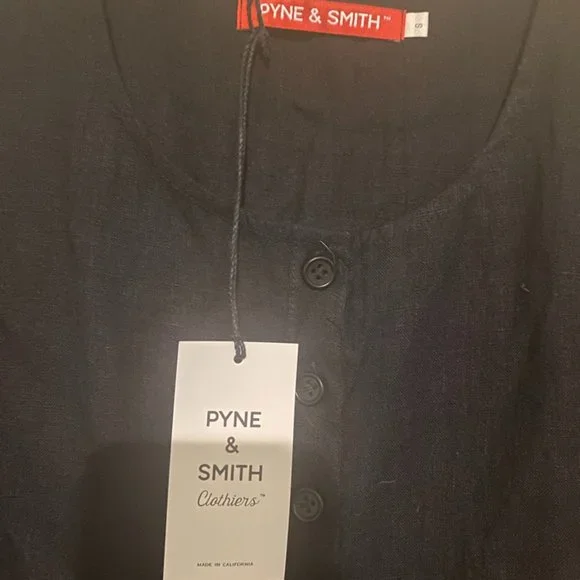 PYNE & SMITH™
S
PYNE
&
SMITH
Clothiers™
MADE IN CALIFORNIA